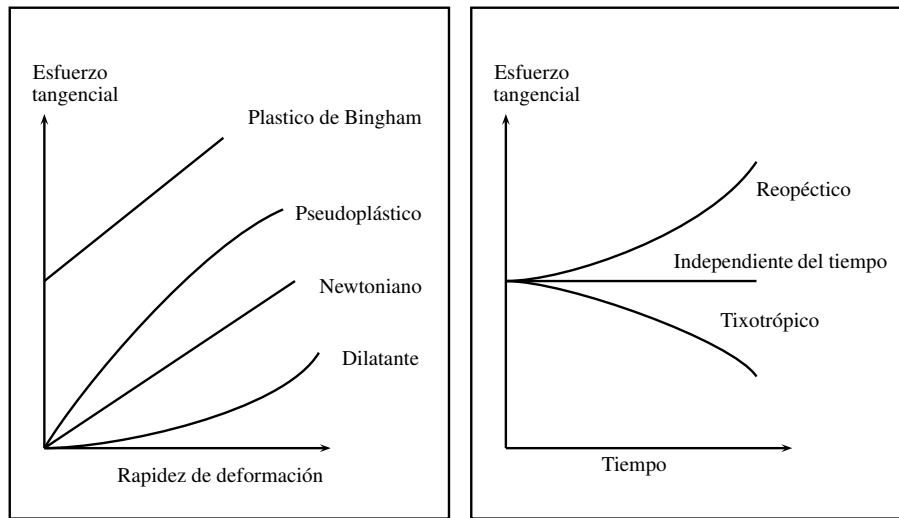 Esfuerzo
tangencial
Plastico de Bingham
Pseudoplástico
Newtoniano
Dilatante
Rapidez de deformación
Esfuerzo
tangencial
Reopéctico
Independiente del tiempo
Tixotrópico
Tiempo